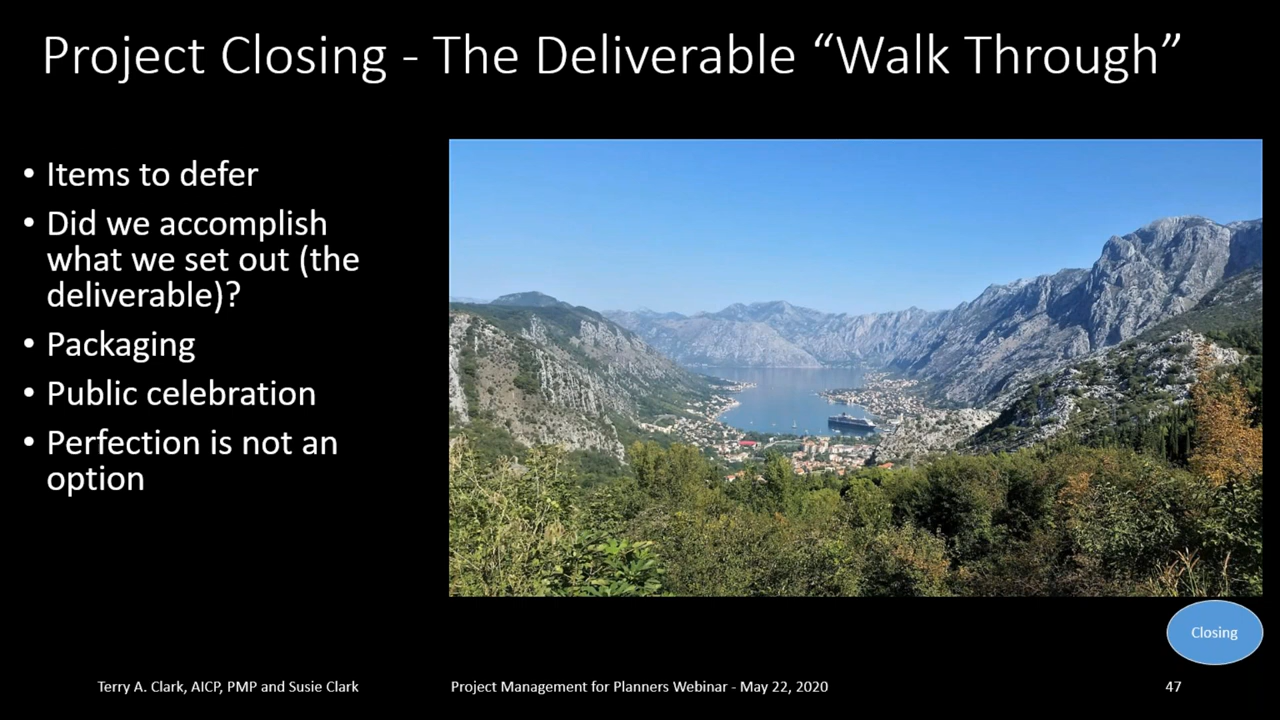 Project Closing - The Deliverable “Walk Through”
• Items to defer
• Did we accomplish
what we set out (the
deliverable)?
• Packaging
• Public celebration
• Perfection is not an
option
Closing
Terry A. Clark, AICP, PMP and Susie Clark
Project Management for Planners Webinar - May 22, 2020
47